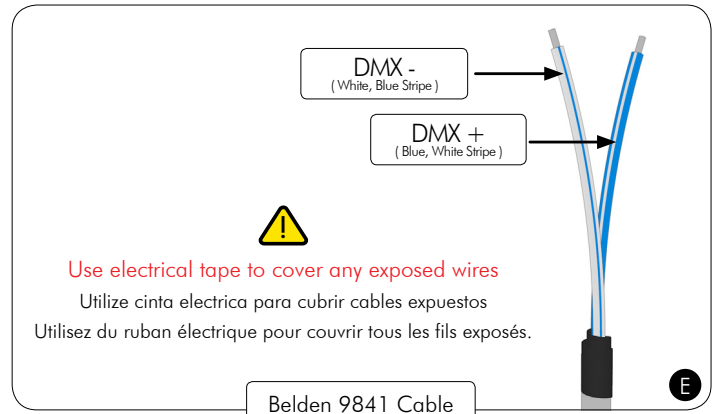 DMX -
( White, Blue Stripe )
DMX +
( Blue, White Stripe )
!
Use electrical tape to cover any exposed wires
Utilize cinta electrica para cubrir cables expuestos
Utilisez du ruban électrique pour couvrir tous les fils exposés.
Belden 9841 Cable
E